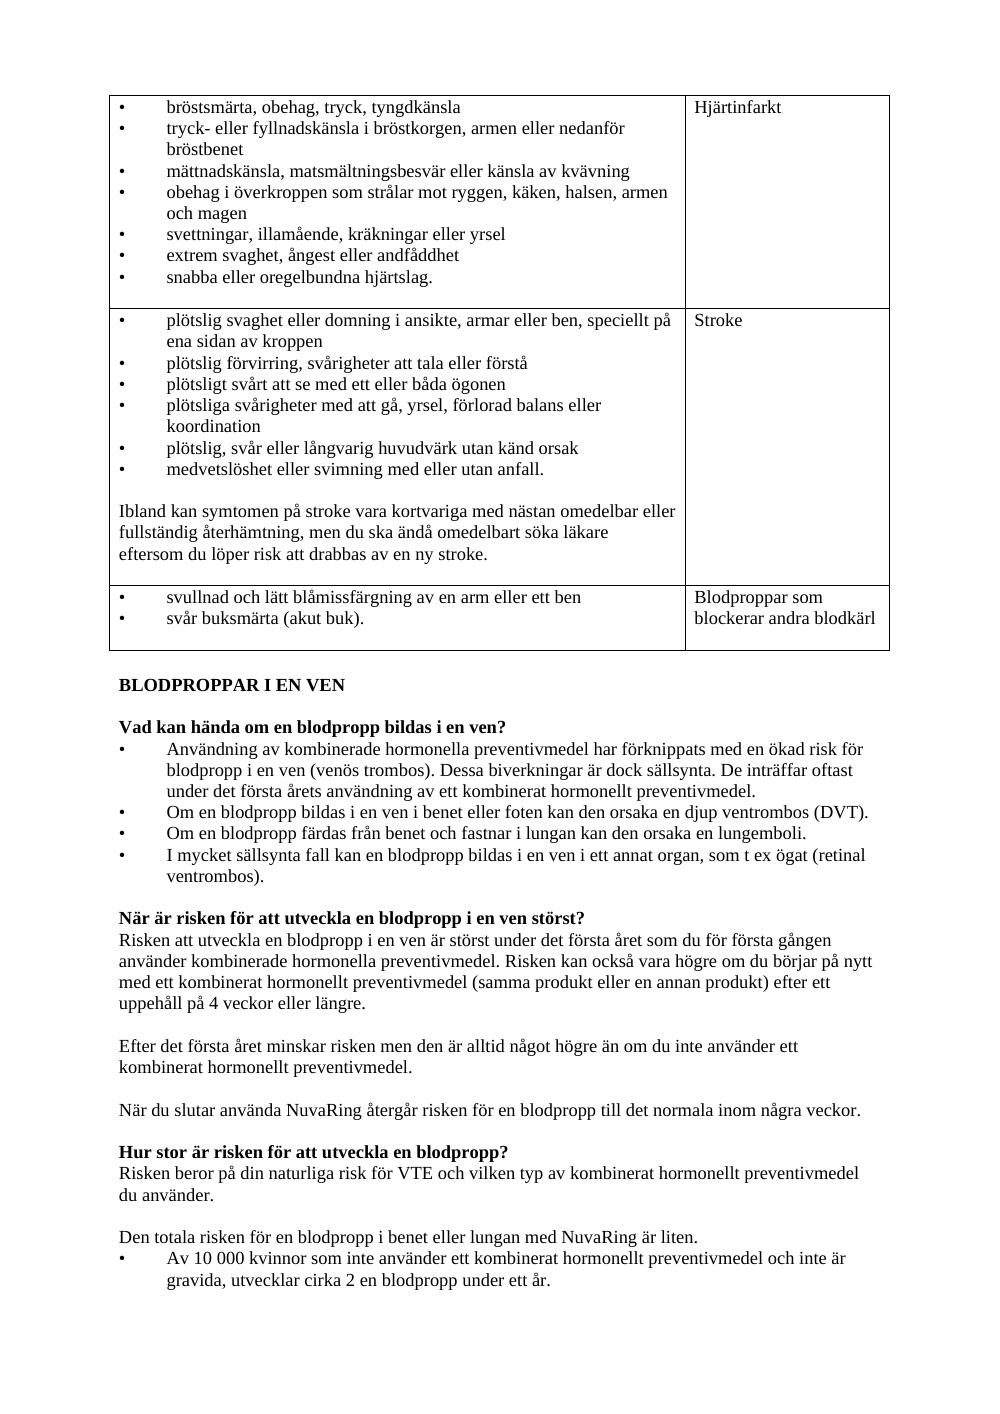 • bröstsmärta, obehag, tryck, tyngdkänsla
• tryck- eller fyllnadskänsla i bröstkorgen, armen eller nedanför
bröstbenet
• mättnadskänsla, matsmältningsbesvär eller känsla av kvävning
• obehag i överkroppen som strålar mot ryggen, käken, halsen, armen
och magen
• svettningar, illamående, kräkningar eller yrsel
• extrem svaghet, ångest eller andfåddhet
• snabba eller oregelbundna hjärtslag.
Hjärtinfarkt
• plötslig svaghet eller domning i ansikte, armar eller ben, speciellt på
ena sidan av kroppen
• plötslig förvirring, svårigheter att tala eller förstå
• plötsligt svårt att se med ett eller båda ögonen
• plötsliga svårigheter med att gå, yrsel, förlorad balans eller
koordination
• plötslig, svår eller långvarig huvudvärk utan känd orsak
• medvetslöshet eller svimning med eller utan anfall.
Ibland kan symtomen på stroke vara kortvariga med nästan omedelbar eller
fullständig återhämtning, men du ska ändå omedelbart söka läkare
eftersom du löper risk att drabbas av en ny stroke.
Stroke
• svullnad och lätt blåmissfärgning av en arm eller ett ben
• svår buksmärta (akut buk).
Blodproppar som
blockerar andra blodkärl
BLODPROPPAR I EN VEN
Vad kan hända om en blodpropp bildas i en ven?
• Användning av kombinerade hormonella preventivmedel har förknippats med en ökad risk för
blodpropp i en ven (venös trombos). Dessa biverkningar är dock sällsynta. De inträffar oftast
under det första årets användning av ett kombinerat hormonellt preventivmedel.
• Om en blodpropp bildas i en ven i benet eller foten kan den orsaka en djup ventrombos (DVT).
• Om en blodpropp färdas från benet och fastnar i lungan kan den orsaka en lungemboli.
• I mycket sällsynta fall kan en blodpropp bildas i en ven i ett annat organ, som t ex ögat (retinal
ventrombos).
När är risken för att utveckla en blodpropp i en ven störst?
Risken att utveckla en blodpropp i en ven är störst under det första året som du för första gången
använder kombinerade hormonella preventivmedel. Risken kan också vara högre om du börjar på nytt
med ett kombinerat hormonellt preventivmedel (samma produkt eller en annan produkt) efter ett
uppehåll på 4 veckor eller längre.
Efter det första året minskar risken men den är alltid något högre än om du inte använder ett
kombinerat hormonellt preventivmedel.
När du slutar använda NuvaRing återgår risken för en blodpropp till det normala inom några veckor.
Hur stor är risken för att utveckla en blodpropp?
Risken beror på din naturliga risk för VTE och vilken typ av kombinerat hormonellt preventivmedel
du använder.
Den totala risken för en blodpropp i benet eller lungan med NuvaRing är liten.
• Av 10 000 kvinnor som inte använder ett kombinerat hormonellt preventivmedel och inte är
gravida, utvecklar cirka 2 en blodpropp under ett år.